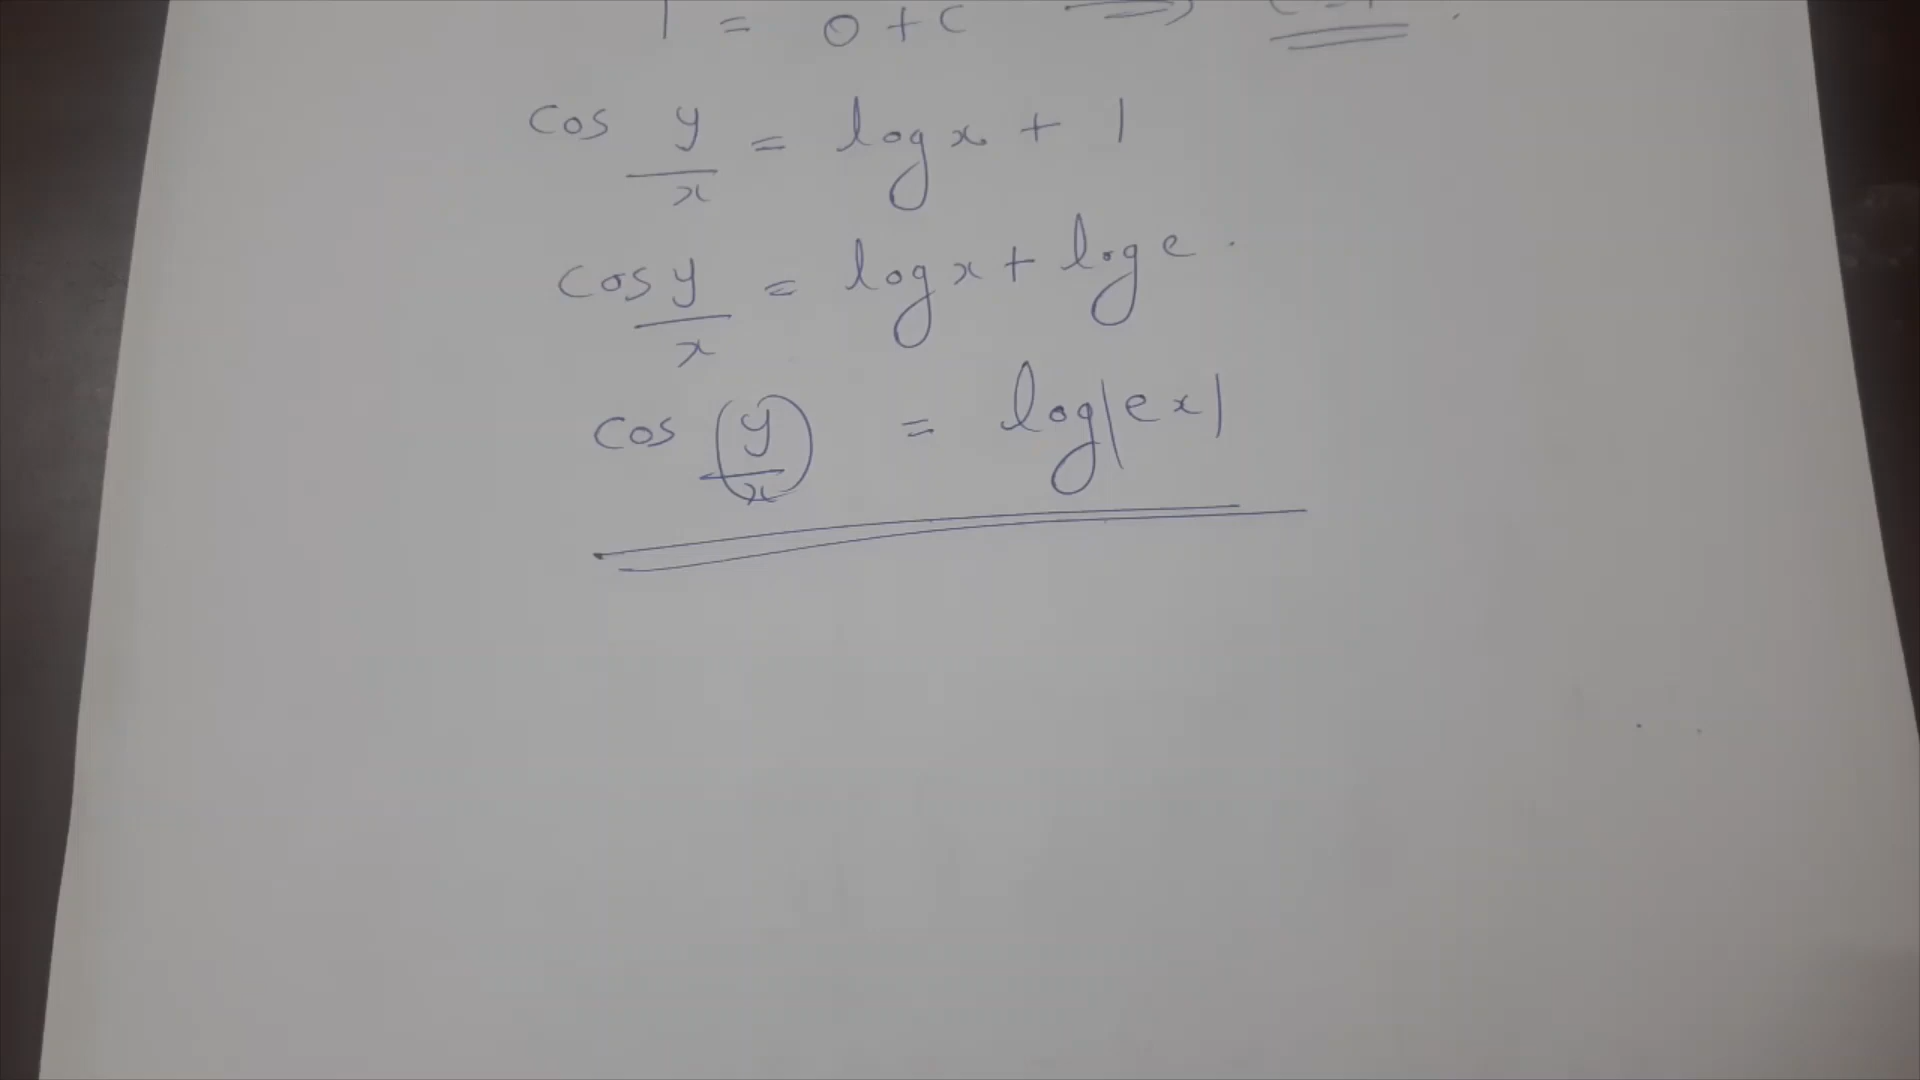 1 = 0 + C ⟹
cos y/x = log x + 1
cos y/x = log x + log e.
cos (y/x) = log|ex|